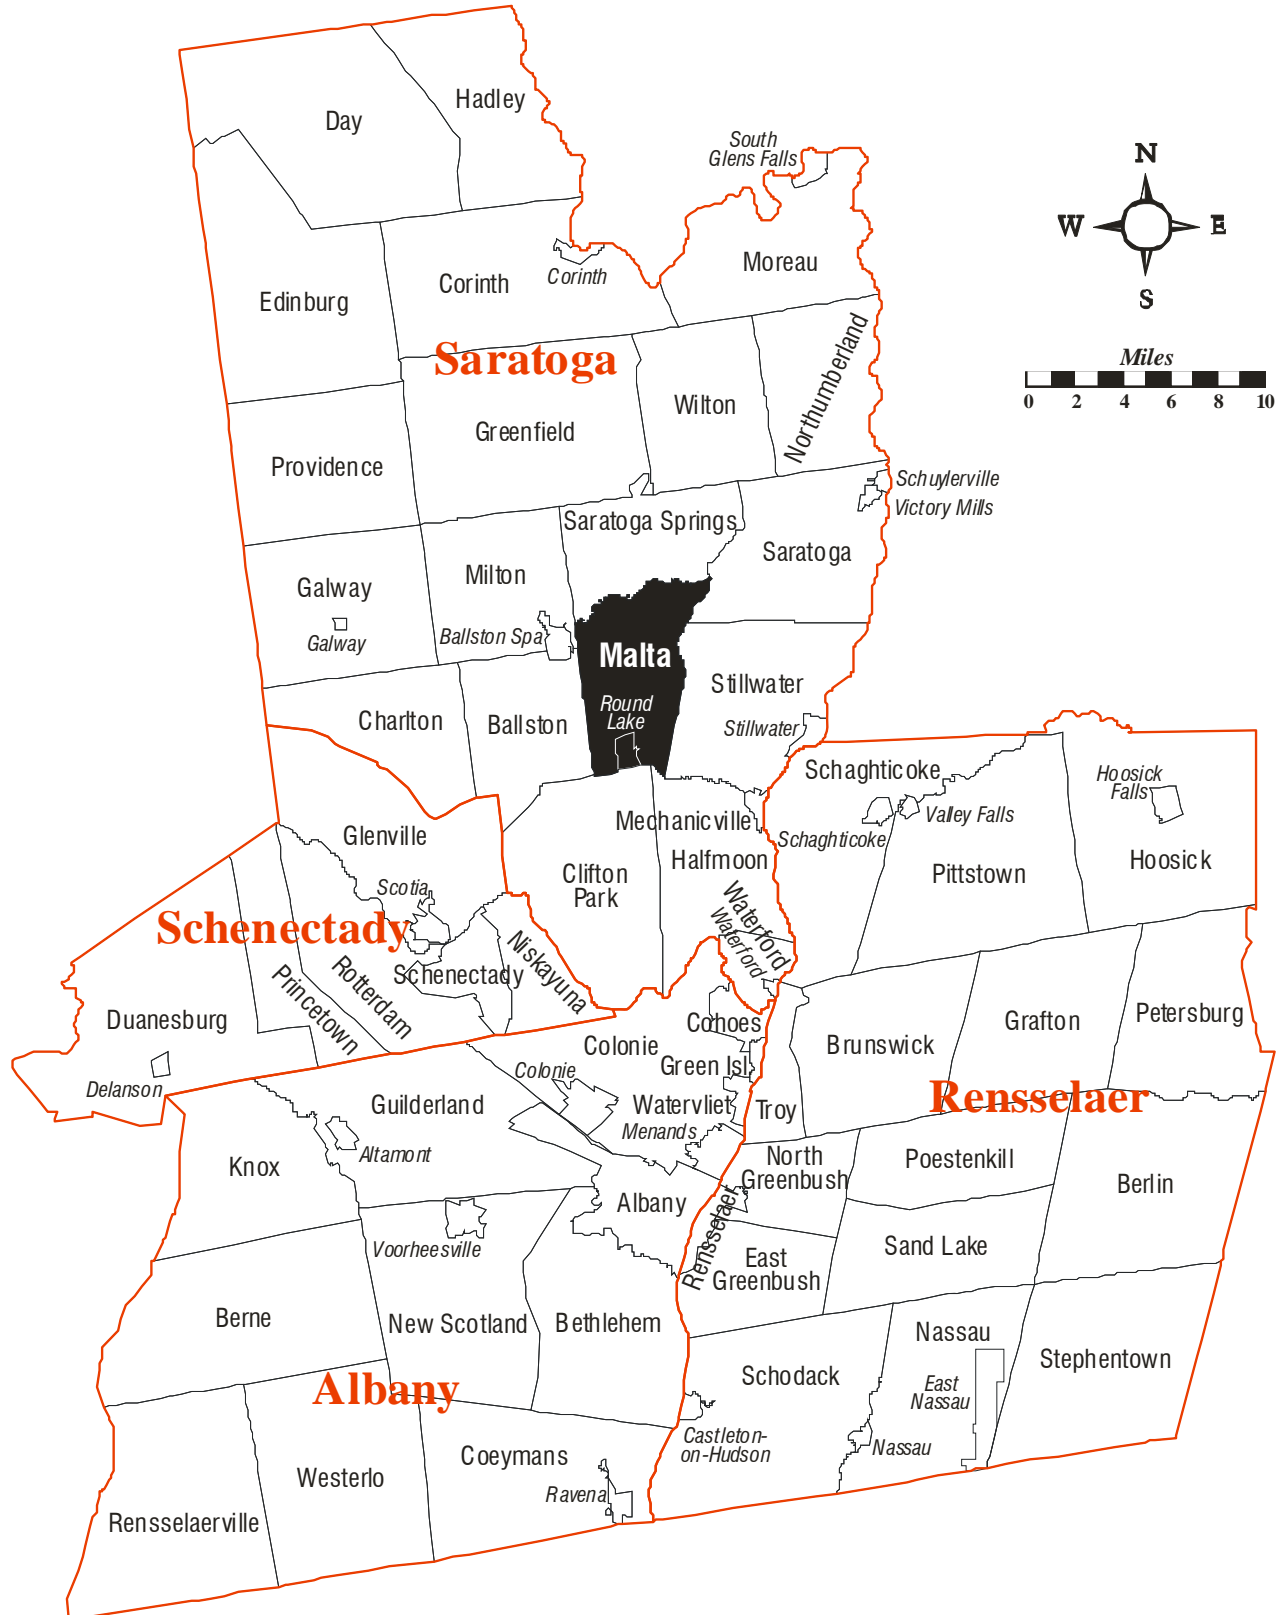 Hadley
Day
South
Glens Falls
N
W
E
S
Moreau
Corinth
Corinth
Edinburg
Miles
0 2 4 6 8 10
Saratoga
Northumberland
Wilton
Greenfield
Providence
Schuylerville
Victory Mills
Saratoga Springs
Saratoga
Milton
Galway
Galway
Ballston Spa
Malta
Stillwater
Round
Lake
Stillwater
Charlton
Ballston
Schaghticoke
Hoosick
Falls
Valley Falls
Schaghticoke
Mechanicville
Glenville
Halfmoon
Hoosick
Clifton
Park
Pittstown
Scotia
Waterford
Waterford
Schenectady
Niskayuna
Schenectady
Rotterdam
Princetown
Duanesburg
Delanson
Cohoes
Colonie
Green Isl.
Colonie
Watervliet
Menands
Troy
Brunswick
Grafton
Petersburg
Rensselaer
Guilderland
Altamont
Knox
North
Greenbush
Poestenkill
Berlin
Albany
Rensselaer
Voorheesville
Sand Lake
East
Greenbush
Berne
New Scotland
Bethlehem
Nassau
Stephentown
Schodack
East
Nassau
Albany
Castleton-
on-Hudson
Nassau
Coeymans
Westerlo
Ravena
Rensselaerville